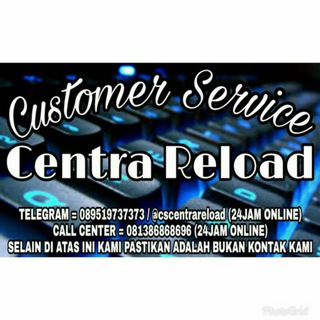 Customer Service
Centra Reload
TELEGRAM = 089519737373 / @cscentrareload (24JAM ONLINE)
CALL CENTER = 081386868696 (24JAM ONLINE)
SELAIN DI ATAS INI KAMI PASTIKAN ADALAH BUKAN KONTAK KAMI
PhotoGrid